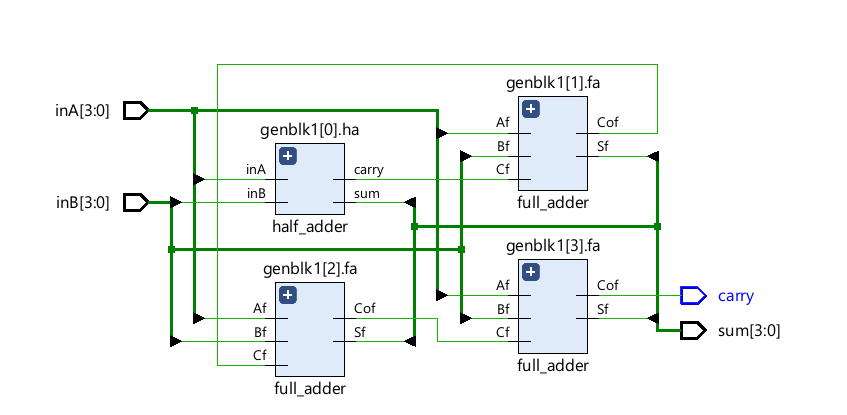 genblk1[1].fa
inA[3:0]
Af
Cof
Bf
Sf
Cf
full_adder
genblk1[0].ha
inA
carry
inB
sum
half_adder
inB[3:0]
genblk1[3].fa
Af
Cof
Bf
Sf
Cf
full_adder
carry
sum[3:0]
genblk1[2].fa
Af
Cof
Bf
Sf
Cf
full_adder